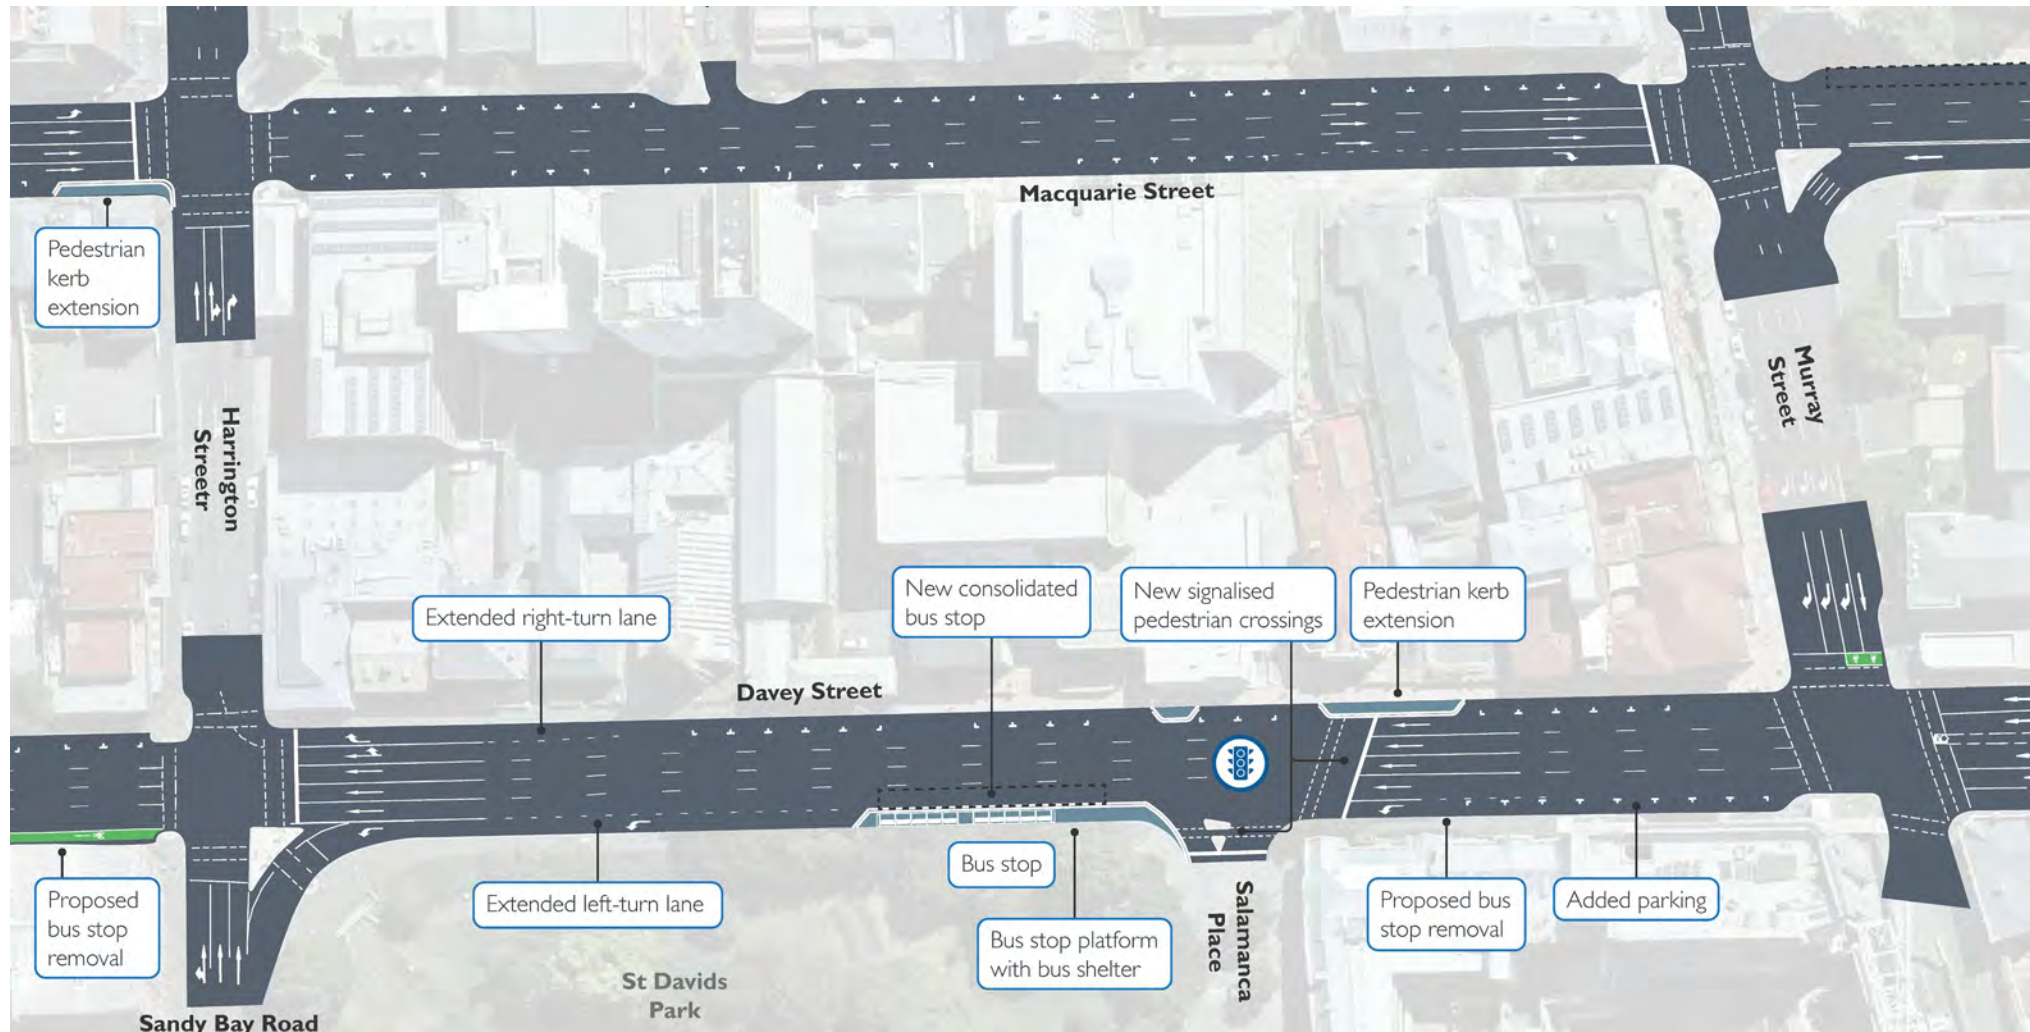 Macquarie Street
Pedestrian
kerb
extension
Harrington
Streetr
Murray
Street
New consolidated
bus stop
New signalised
pedestrian crossings
Pedestrian kerb
extension
Extended right-turn lane
Davey Street
Bus stop
Proposed
bus stop
removal
Extended left-turn lane
Bus stop platform
with bus shelter
Salamanca
Place
Proposed bus
stop removal
Added parking
St Davids
Park
Sandy Bay Road